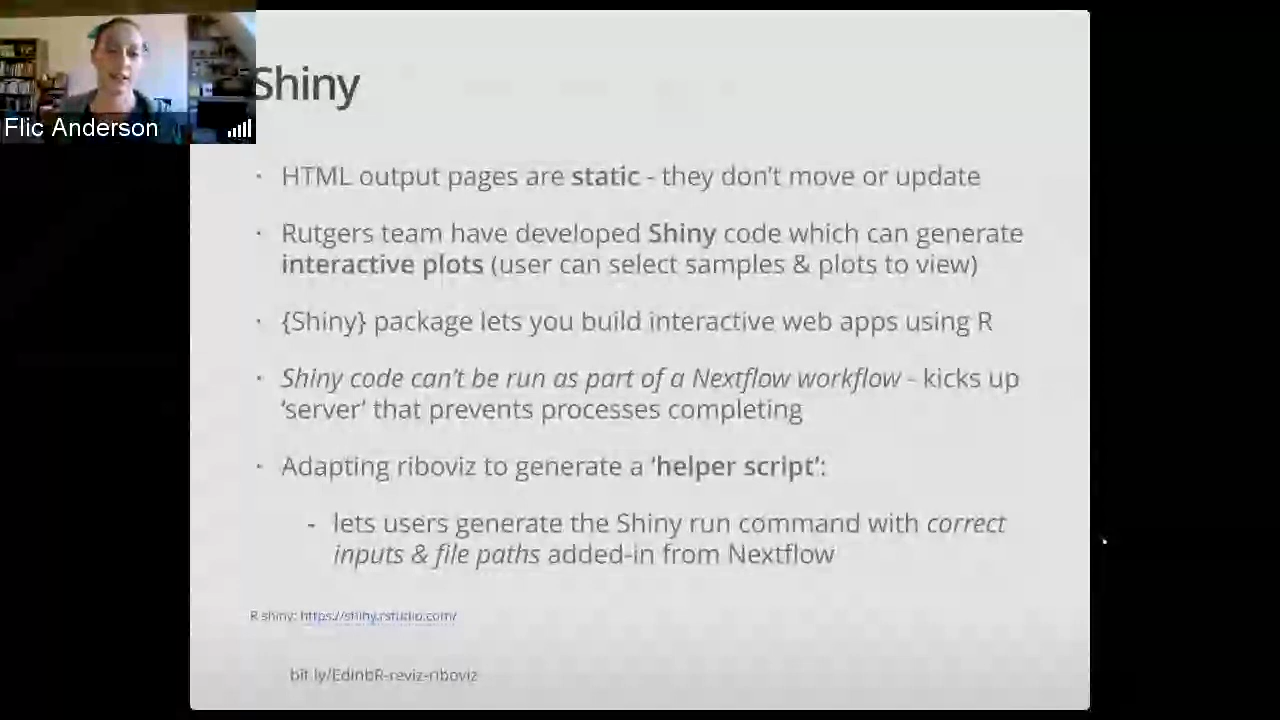 Flic Anderson
Shiny
HTML output pages are static - they don't move or update
Rutgers team have developed Shiny code which can generate
interactive plots (user can select samples & plots to view)
{Shiny} package lets you build interactive web apps using R
Shiny code can't be run as part of a Nextflow workflow - kicks up
'server' that prevents processes completing
Adapting riboviz to generate a 'helper script':
- lets users generate the Shiny run command with correct
inputs & file paths added-in from Nextflow
R shiny: https://shiny.rstudio.com/
bit.ly/EdinbR-reviz-riboviz